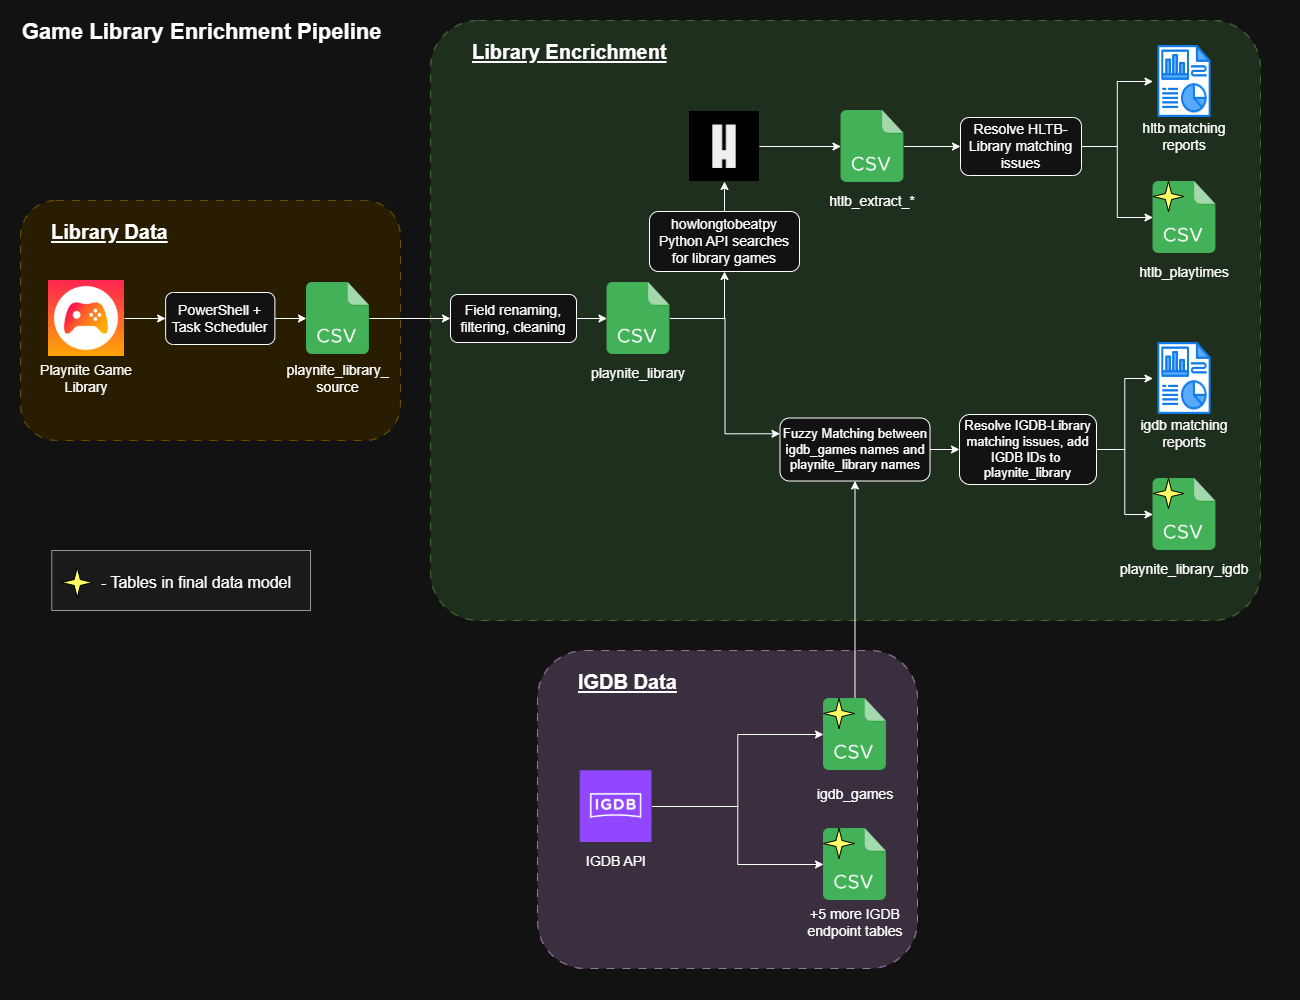 Game Library Enrichment Pipeline
Library Encrichment
H
CSV
htlb_extract_*
Resolve HLTB-
Library matching
issues
hltb matching
reports
CSV
htlb_playtimes
howlongtobeatpy
Python API searches
for library games
Library Data
Playnite Game
Library
PowerShell +
Task Scheduler
CSV
playnite_library_
source
Field renaming,
filtering, cleaning
CSV
playnite_library
Fuzzy Matching between
igdb_games names and
playnite_library names
Resolve IGDB-Library
matching issues, add
IGDB IDs to
playnite_library
igdb matching
reports
CSV
playnite_library_igdb
- Tables in final data model
IGDB Data
IGDB
IGDB API
CSV
igdb_games
CSV
+5 more IGDB
endpoint tables